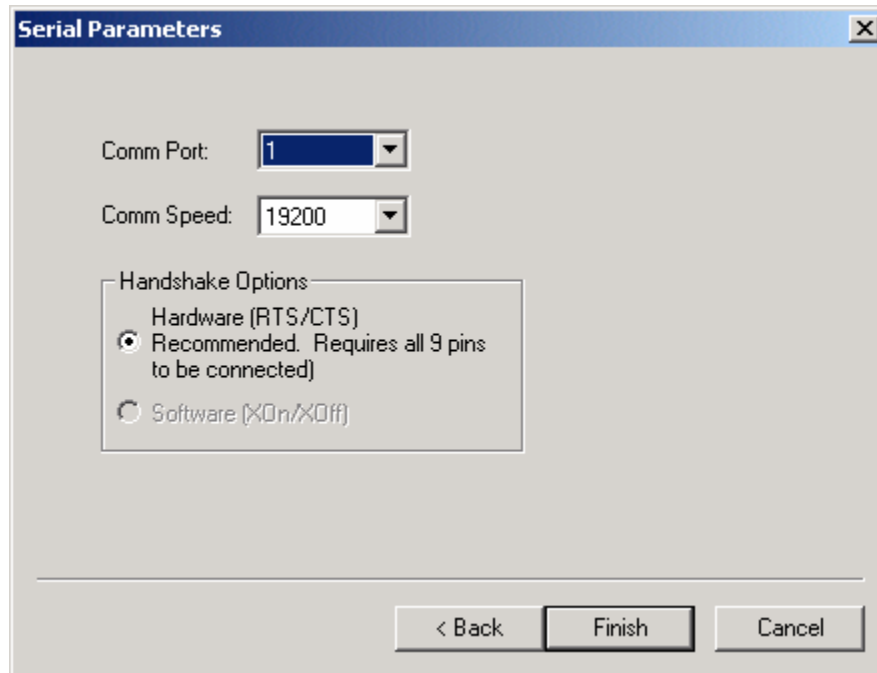 Serial Parameters
Comm Port: 1
Comm Speed: 19200
Handshake Options
Hardware (RTS/CTS)
Recommended. Requires all 9 pins
to be connected)
Software (XOn/XOff)
< Back Finish Cancel